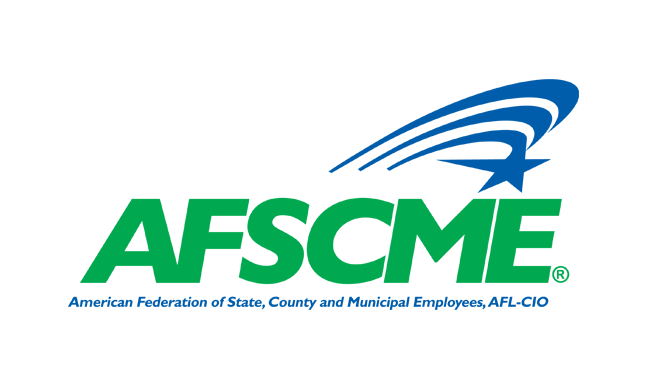 AFSCME®
American Federation of State, County and Municipal Employees, AFL-CIO